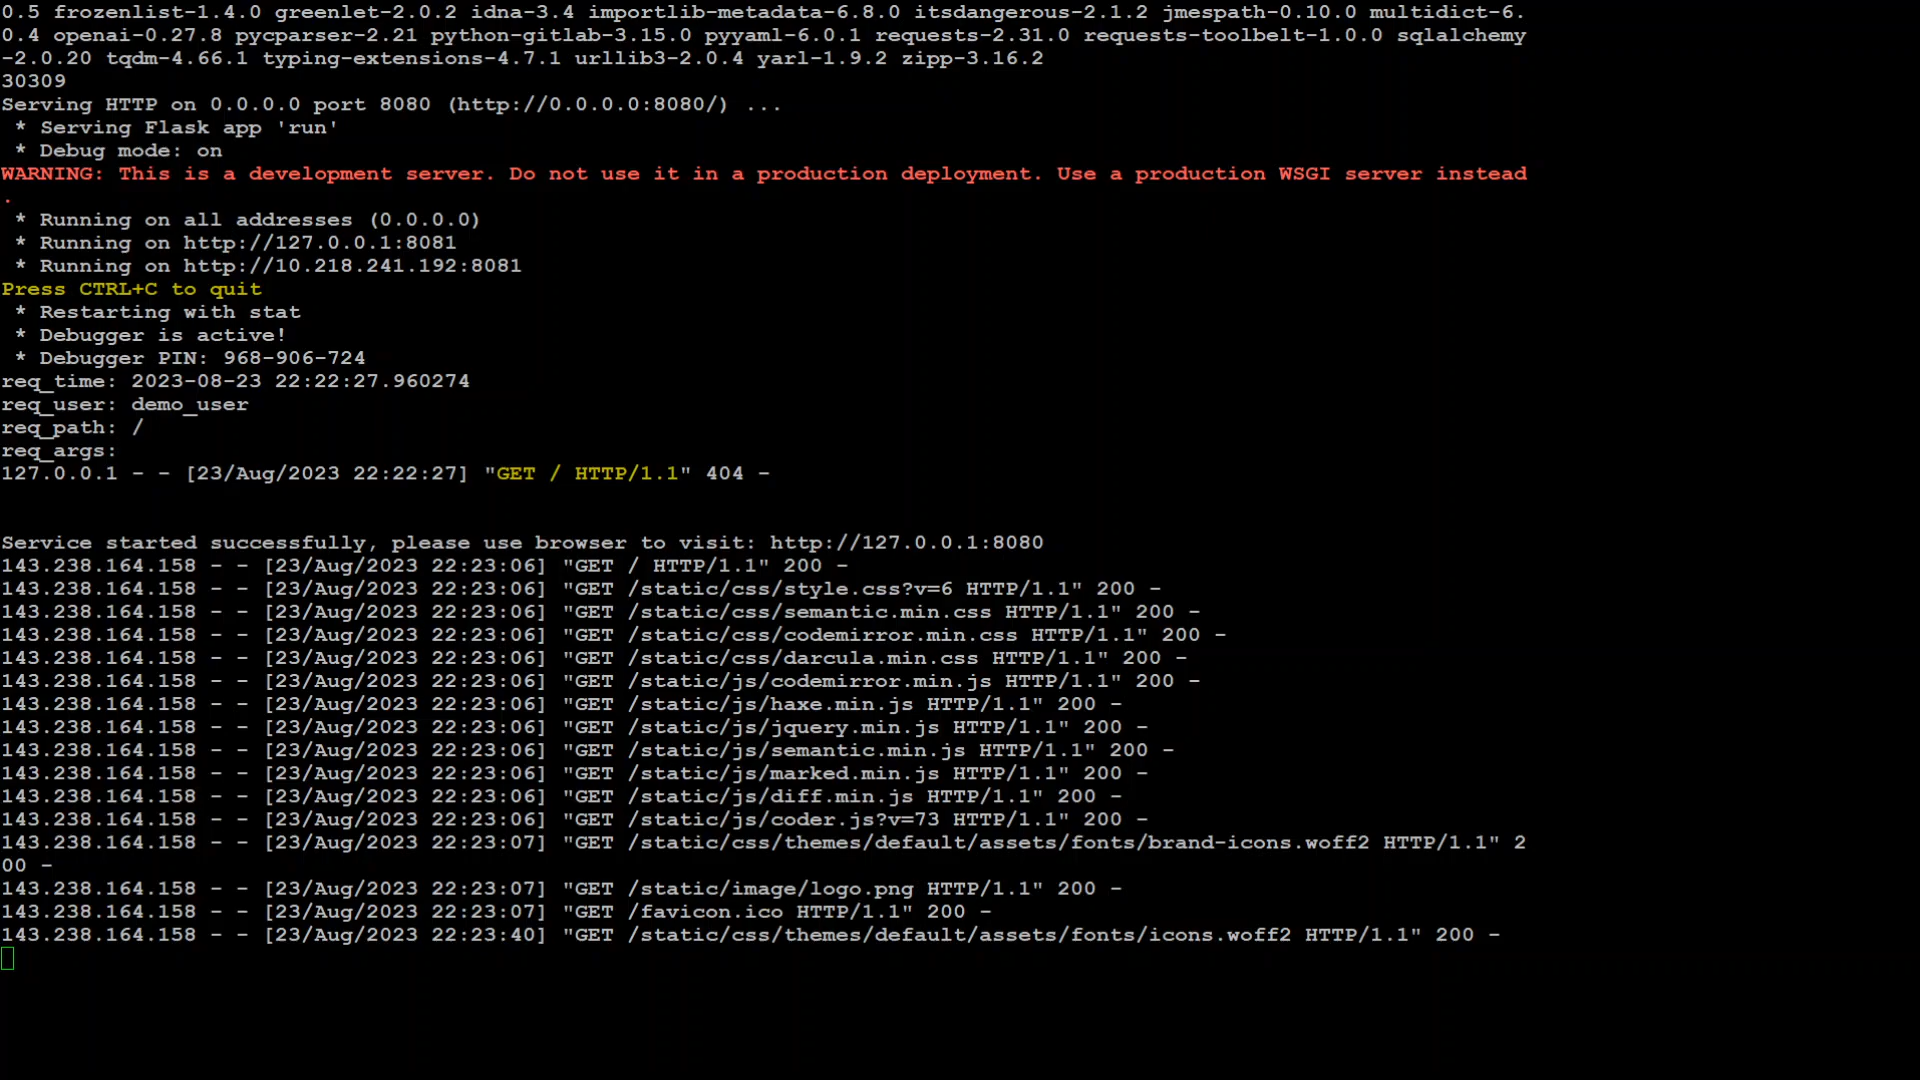 0.5 frozenlist-1.4.0 greenlet-2.0.2 idna-3.4 importlib-metadata-6.8.0 itsdangerous-2.1.2 jmespath-0.10.0 multidict-6.
0.4 openai-0.27.8 pycparser-2.21 python-gitlab-3.15.0 pyyaml-6.0.1 requests-2.31.0 requests-toolbelt-1.0.0 sqlalchemy
-2.0.20 tqdm-4.66.1 typing-extensions-4.7.1 urllib3-2.0.4 yarl-1.9.2 zipp-3.16.2
30309
Serving HTTP on 0.0.0.0 port 8080 (http://0.0.0.0:8080/) ...
 * Serving Flask app 'run'
 * Debug mode: on
WARNING: This is a development server. Do not use it in a production deployment. Use a production WSGI server instead
.
 * Running on all addresses (0.0.0.0)
 * Running on http://127.0.0.1:8081
 * Running on http://10.218.241.192:8081
Press CTRL+C to quit
 * Restarting with stat
 * Debugger is active!
 * Debugger PIN: 968-906-724
req_time: 2023-08-23 22:22:27.960274
req_user: demo_user
req_path: /
req_args:
127.0.0.1 - - [23/Aug/2023 22:22:27] "GET / HTTP/1.1" 404 -
Service started successfully, please use browser to visit: http://127.0.0.1:8080
143.238.164.158 - - [23/Aug/2023 22:23:06] "GET / HTTP/1.1" 200 -
143.238.164.158 - - [23/Aug/2023 22:23:06] "GET /static/css/style.css?v=6 HTTP/1.1" 200 -
143.238.164.158 - - [23/Aug/2023 22:23:06] "GET /static/css/semantic.min.css HTTP/1.1" 200 -
143.238.164.158 - - [23/Aug/2023 22:23:06] "GET /static/css/codemirror.min.css HTTP/1.1" 200 -
143.238.164.158 - - [23/Aug/2023 22:23:06] "GET /static/css/darcula.min.css HTTP/1.1" 200 -
143.238.164.158 - - [23/Aug/2023 22:23:06] "GET /static/js/codemirror.min.js HTTP/1.1" 200 -
143.238.164.158 - - [23/Aug/2023 22:23:06] "GET /static/js/haxe.min.js HTTP/1.1" 200 -
143.238.164.158 - - [23/Aug/2023 22:23:06] "GET /static/js/jquery.min.js HTTP/1.1" 200 -
143.238.164.158 - - [23/Aug/2023 22:23:06] "GET /static/js/semantic.min.js HTTP/1.1" 200 -
143.238.164.158 - - [23/Aug/2023 22:23:06] "GET /static/js/marked.min.js HTTP/1.1" 200 -
143.238.164.158 - - [23/Aug/2023 22:23:06] "GET /static/js/diff.min.js HTTP/1.1" 200 -
143.238.164.158 - - [23/Aug/2023 22:23:06] "GET /static/js/coder.js?v=73 HTTP/1.1" 200 -
143.238.164.158 - - [23/Aug/2023 22:23:07] "GET /static/css/themes/default/assets/fonts/brand-icons.woff2 HTTP/1.1" 2
00 -
143.238.164.158 - - [23/Aug/2023 22:23:07] "GET /static/image/logo.png HTTP/1.1" 200 -
143.238.164.158 - - [23/Aug/2023 22:23:07] "GET /favicon.ico HTTP/1.1" 200 -
143.238.164.158 - - [23/Aug/2023 22:23:40] "GET /static/css/themes/default/assets/fonts/icons.woff2 HTTP/1.1" 200 -